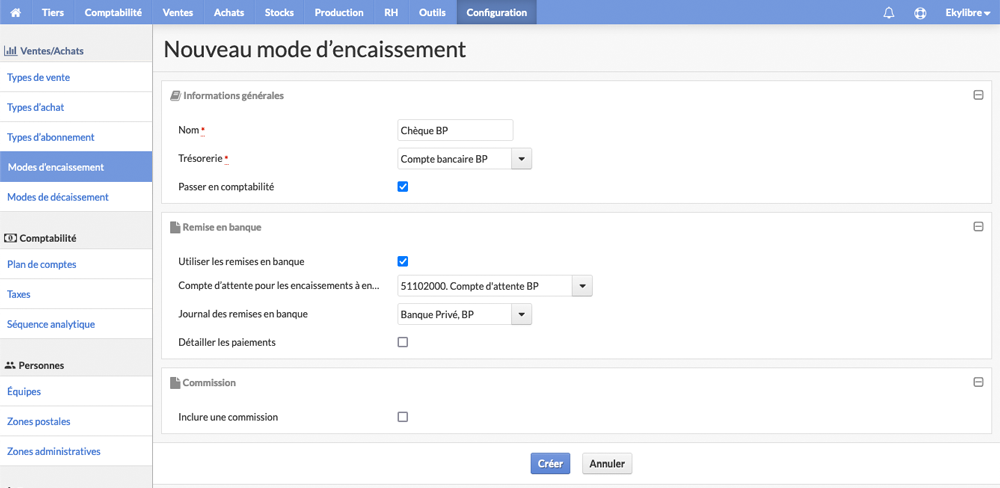 Tiers Comptabilité Ventes Achats Stocks Production RH Outils Configuration Ekylibre
Ventes/Achats
Types de vente
Types d'achat
Types d'abonnement
Modes d'encaissement
Modes de décaissement
Comptabilité
Plan de comptes
Taxes
Séquence analytique
Personnes
Équipes
Zones postales
Zones administratives
Nouveau mode d'encaissement
Informations générales
Nom * Chèque BP
Trésorerie * Compte bancaire BP
Passer en comptabilité
Remise en banque
Utiliser les remises en banque
Compte d'attente pour les encaissements à en... 51102000. Compte d'attente BP
Journal des remises en banque Banque Privé, BP
Détailler les paiements
Commission
Inclure une commission
Créer Annuler